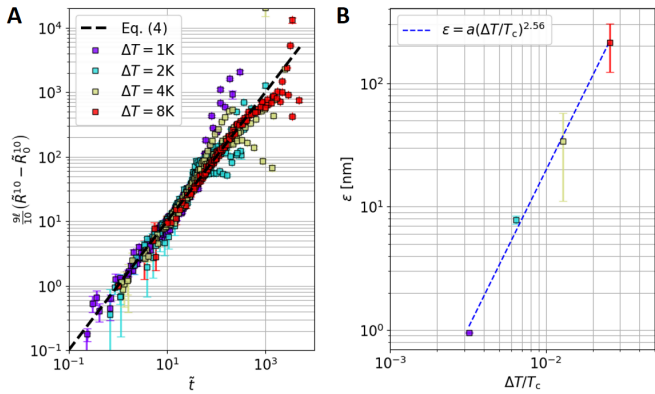 A
B
10⁴
10³
10²
10¹
10⁰
10⁻¹
9ℓ/10 (R̃¹⁰ − R̃₀¹⁰)
Eq. (4)
ΔT = 1K
ΔT = 2K
ΔT = 4K
ΔT = 8K
10⁻¹ 10¹ 10³
t̃
ε = a(ΔT/T_c)^2.56
10²
10¹
10⁰
ε [nm]
10⁻³ 10⁻²
ΔT/T_c